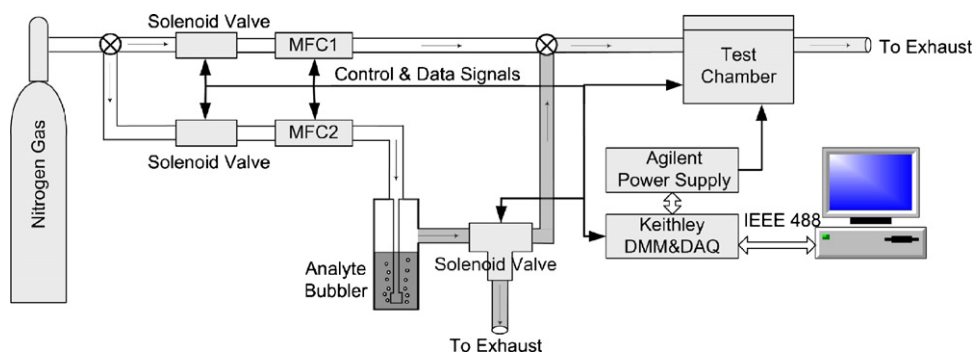 Solenoid Valve
MFC1
To Exhaust
Test
Chamber
Control & Data Signals
Nitrogen Gas
MFC2
Solenoid Valve
Agilent
Power Supply
IEEE 488
Keithley
DMM&DAQ
Analyte
Bubbler
Solenoid Valve
To Exhaust